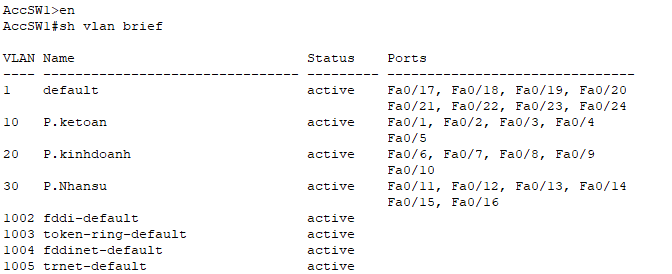 AccSW1>en
AccSW1#sh vlan brief
VLAN Name                             Status    Ports
---- -------------------------------- --------- -------------------------------
1    default                          active    Fa0/17, Fa0/18, Fa0/19, Fa0/20
                                                Fa0/21, Fa0/22, Fa0/23, Fa0/24
10   P.ketoan                         active    Fa0/1, Fa0/2, Fa0/3, Fa0/4
                                                Fa0/5
20   P.kinhdoanh                      active    Fa0/6, Fa0/7, Fa0/8, Fa0/9
                                                Fa0/10
30   P.Nhansu                         active    Fa0/11, Fa0/12, Fa0/13, Fa0/14
                                                Fa0/15, Fa0/16
1002 fddi-default                     active
1003 token-ring-default               active
1004 fddinet-default                  active
1005 trnet-default                    active